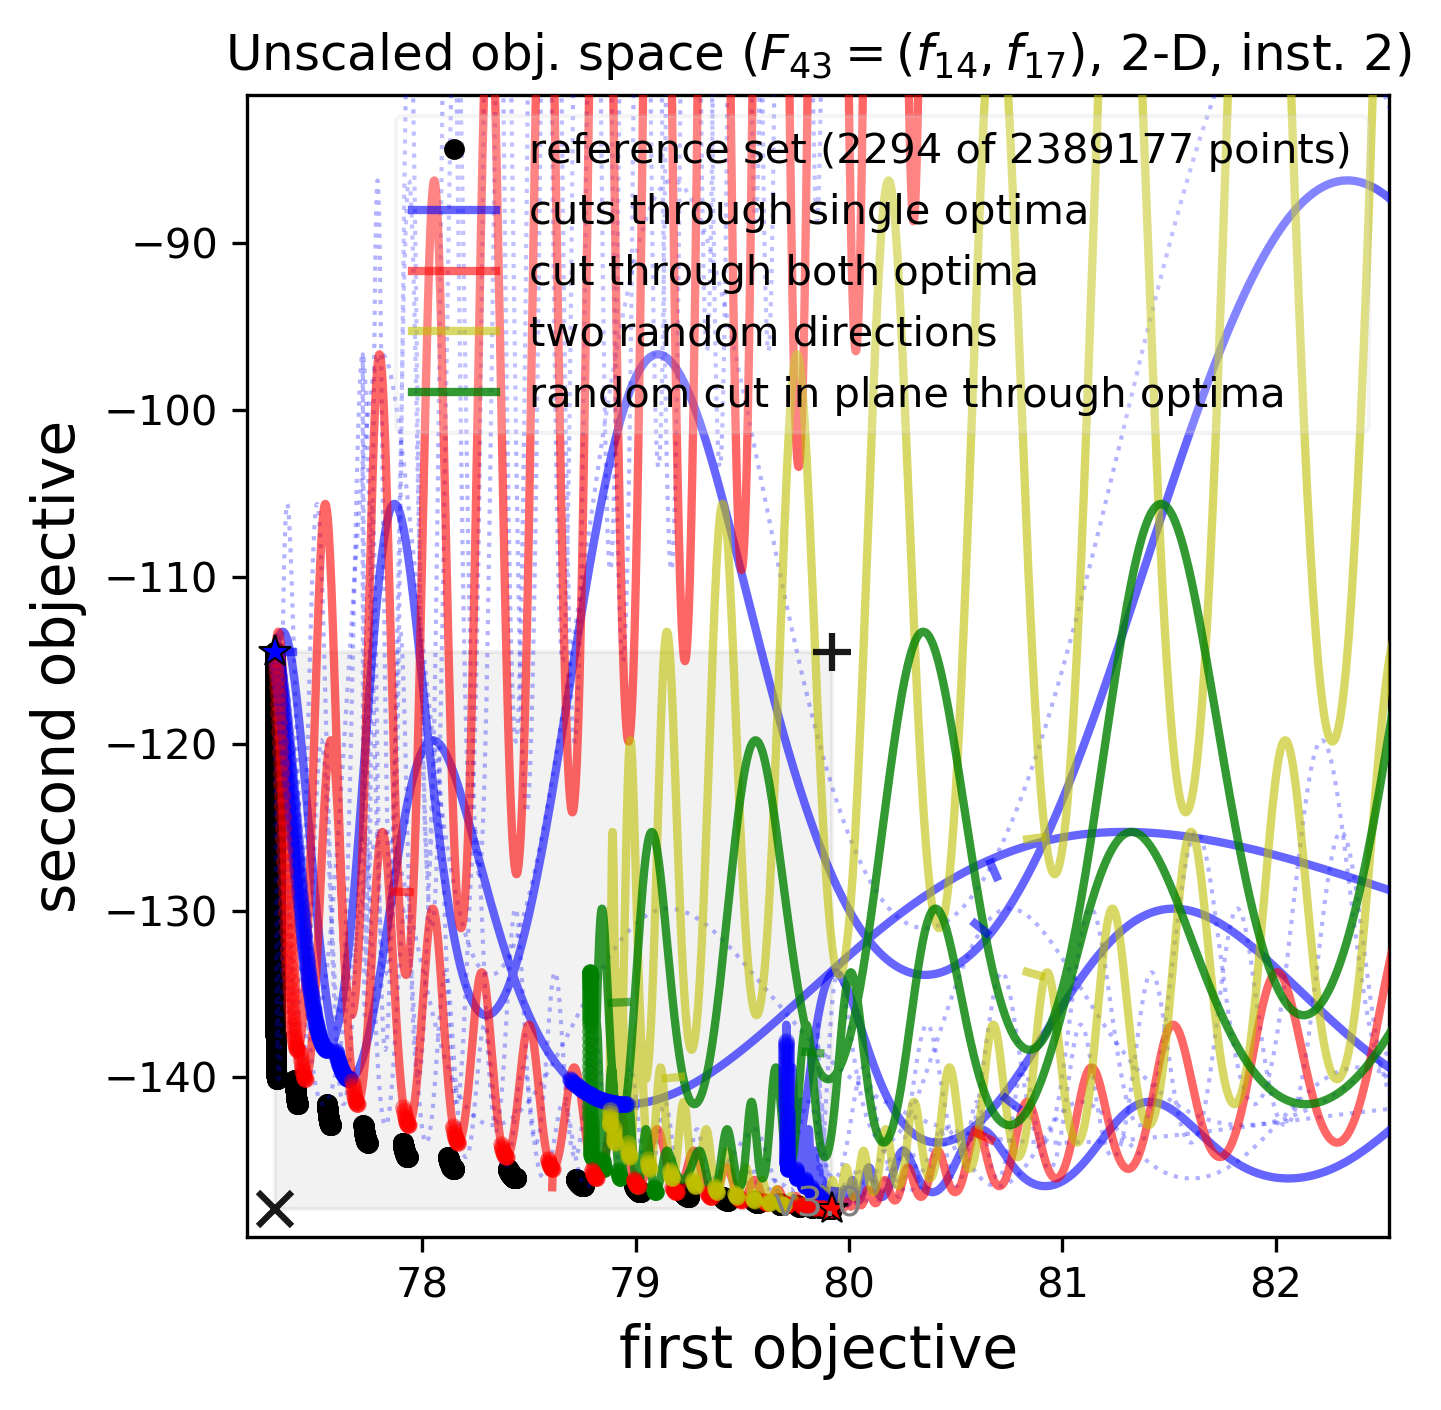 Unscaled obj. space (F₄₃ = (f₁₄, f₁₇), 2-D, inst. 2)
reference set (2294 of 2389177 points)
cuts through single optima
cut through both optima
two random directions
random cut in plane through optima
−90
−100
−110
−120
−130
−140
second objective
78
79
80
81
82
first objective